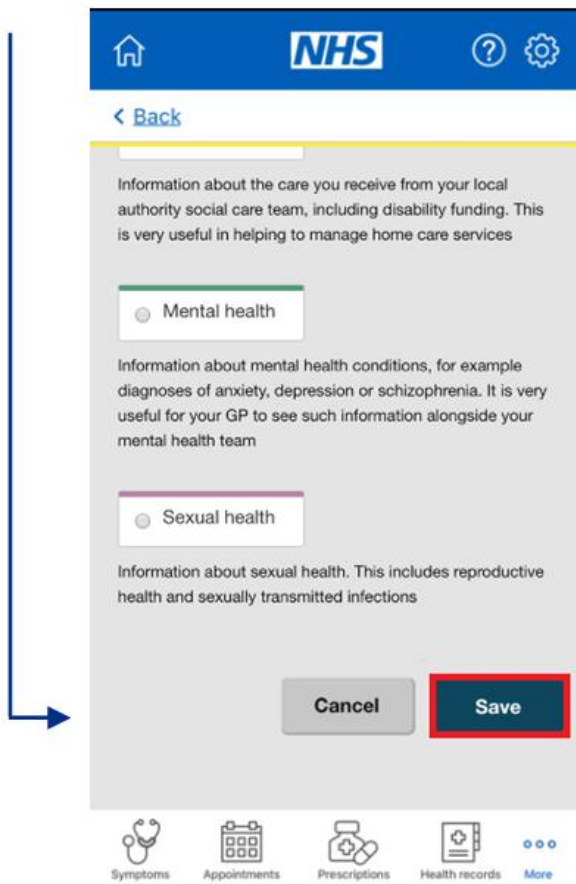 NHS
?
< Back
Information about the care you receive from your local
authority social care team, including disability funding. This
is very useful in helping to manage home care services
Mental health
Information about mental health conditions, for example
diagnoses of anxiety, depression or schizophrenia. It is very
useful for your GP to see such information alongside your
mental health team
Sexual health
Information about sexual health. This includes reproductive
health and sexually transmitted infections
Cancel Save
Symptoms Appointments Prescriptions Health records More